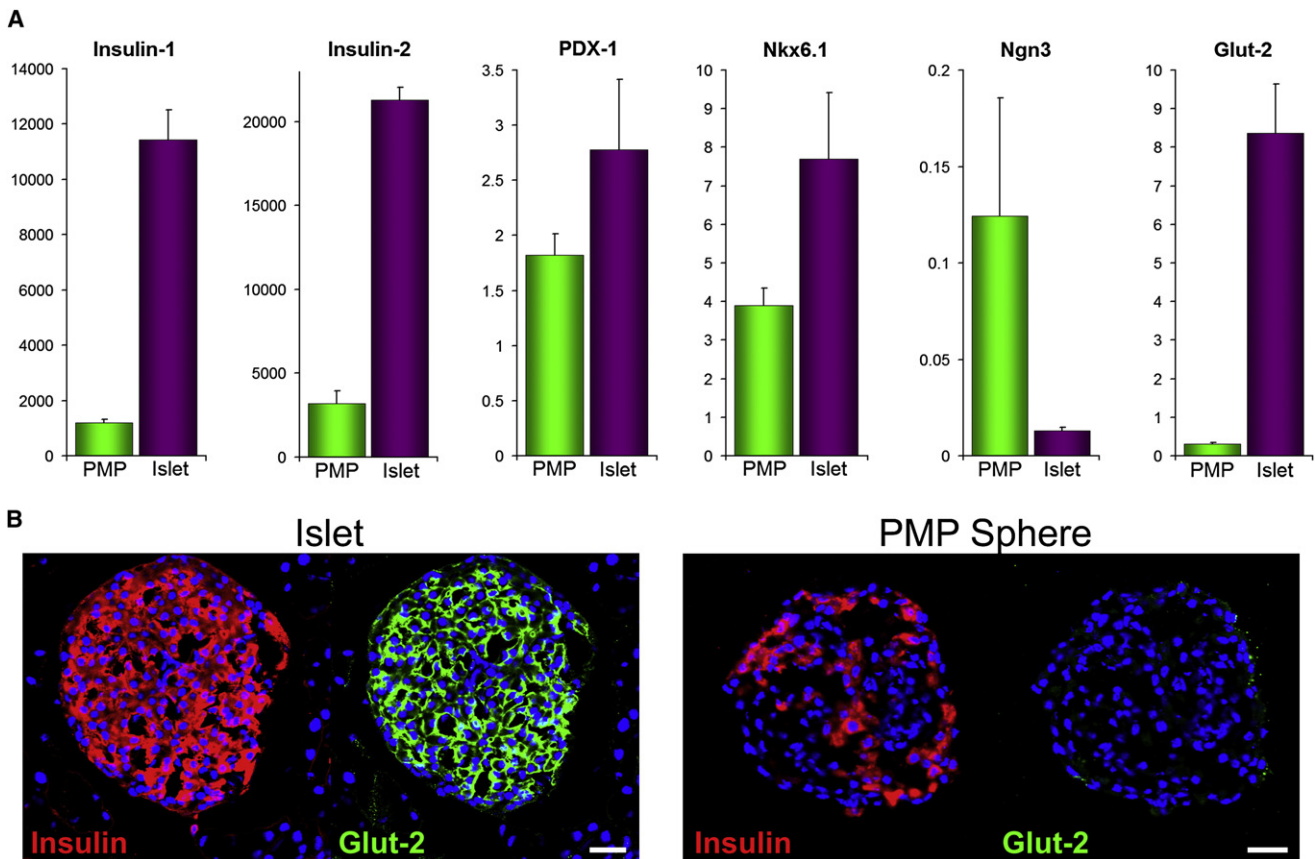 A
Insulin-1
14000
12000
10000
8000
6000
4000
2000
0
PMP Islet
Insulin-2
20000
15000
10000
5000
0
PMP Islet
PDX-1
3.5
3
2.5
2
1.5
1
0.5
0
PMP Islet
Nkx6.1
10
9
8
7
6
5
4
3
2
1
0
PMP Islet
Ngn3
0.2
0.15
0.1
0.05
0
PMP Islet
Glut-2
10
9
8
7
6
5
4
3
2
1
0
PMP Islet
B
Islet
Insulin
Glut-2
PMP Sphere
Insulin
Glut-2